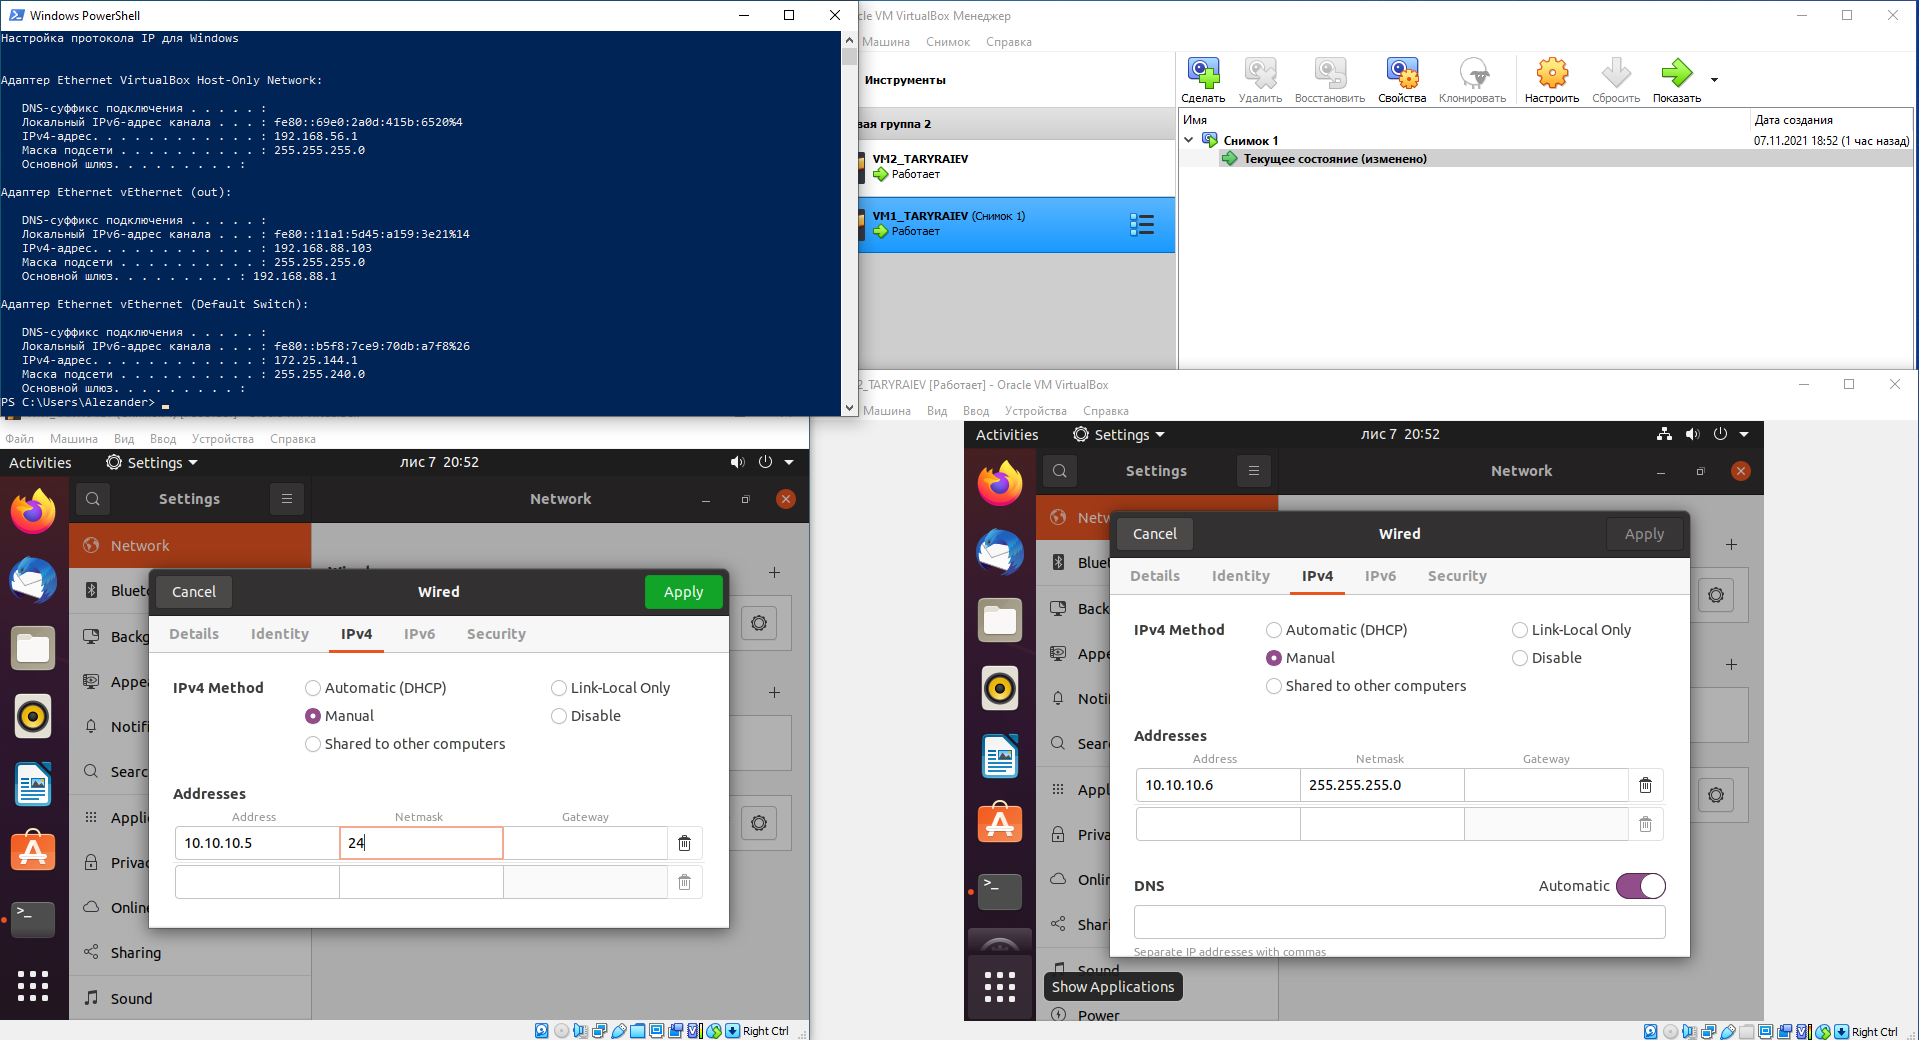 Windows PowerShell
Настройка протокола IP для Windows
Адаптер Ethernet VirtualBox Host-Only Network:
DNS-суффикс подключения . . . . . :
Локальный IPv6-адрес канала . . . : fe80::69e0:2a0d:415b:6520%4
IPv4-адрес. . . . . . . . . . . . : 192.168.56.1
Маска подсети . . . . . . . . . . : 255.255.255.0
Основной шлюз. . . . . . . . . :
Адаптер Ethernet vEthernet (out):
DNS-суффикс подключения . . . . . :
Локальный IPv6-адрес канала . . . : fe80::11a1:5d45:a159:3e21%14
IPv4-адрес. . . . . . . . . . . . : 192.168.88.103
Маска подсети . . . . . . . . . . : 255.255.255.0
Основной шлюз. . . . . . . . . : 192.168.88.1
Адаптер Ethernet vEthernet (Default Switch):
DNS-суффикс подключения . . . . . :
Локальный IPv6-адрес канала . . . : fe80::b5f8:7ce9:70db:a7f8%26
IPv4-адрес. . . . . . . . . . . . : 172.25.144.1
Маска подсети . . . . . . . . . . : 255.255.240.0
Основной шлюз. . . . . . . . . :
PS C:\Users\Alezander>
cle VM VirtualBox Менеджер
Машина Снимок Справка
Инструменты
вая группа 2
VM2_TARYRAIEV
Работает
VM1_TARYRAIEV (Снимок 1)
Работает
Сделать Удалить Восстановить Свойства Клонировать Настроить Сбросить Показать
Имя Дата создания
Снимок 1 07.11.2021 18:52 (1 час назад)
Текущее состояние (изменено)
Файл Машина Вид Ввод Устройства Справка
Activities Settings лис 7 20:52
Settings Network
Network
Bluet
Backg
Appea
Notifi
Searc
Applic
Privac
Online
Sharing
Sound
Cancel Wired Apply
Details Identity IPv4 IPv6 Security
IPv4 Method Automatic (DHCP) Link-Local Only
Manual Disable
Shared to other computers
Addresses
Address Netmask Gateway
10.10.10.5 24
Right Ctrl
2_TARYRAIEV [Работает] - Oracle VM VirtualBox
Машина Вид Ввод Устройства Справка
Activities Settings лис 7 20:52
Settings Network
Netw
Bluet
Back
Appe
Notif
Sear
Appl
Priva
Onlin
Shari
Sound
Power
Cancel Wired Apply
Details Identity IPv4 IPv6 Security
IPv4 Method Automatic (DHCP) Link-Local Only
Manual Disable
Shared to other computers
Addresses
Address Netmask Gateway
10.10.10.6 255.255.255.0
DNS Automatic
Separate IP addresses with commas
Show Applications
Right Ctrl